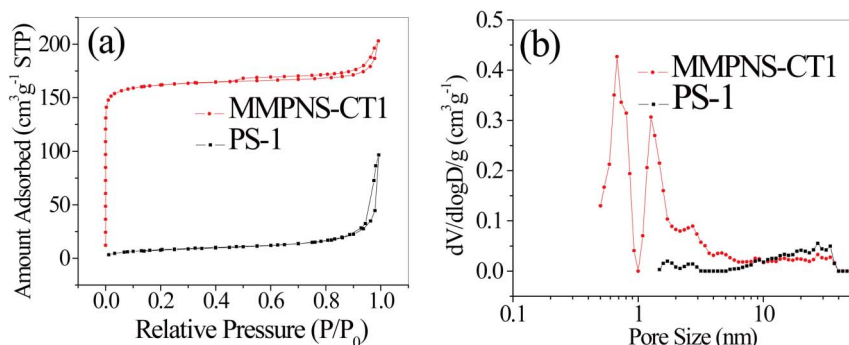 (a)
200
150
100
50
0
Amount Adsorbed (cm³g⁻¹ STP)
MMPNS-CT1
PS-1
0.0 0.2 0.4 0.6 0.8 1.0
Relative Pressure (P/P₀)
(b)
0.5
0.4
0.3
0.2
0.1
0.0
dV/dlogD/g (cm³g⁻¹)
MMPNS-CT1
PS-1
0.1 1 10
Pore Size (nm)